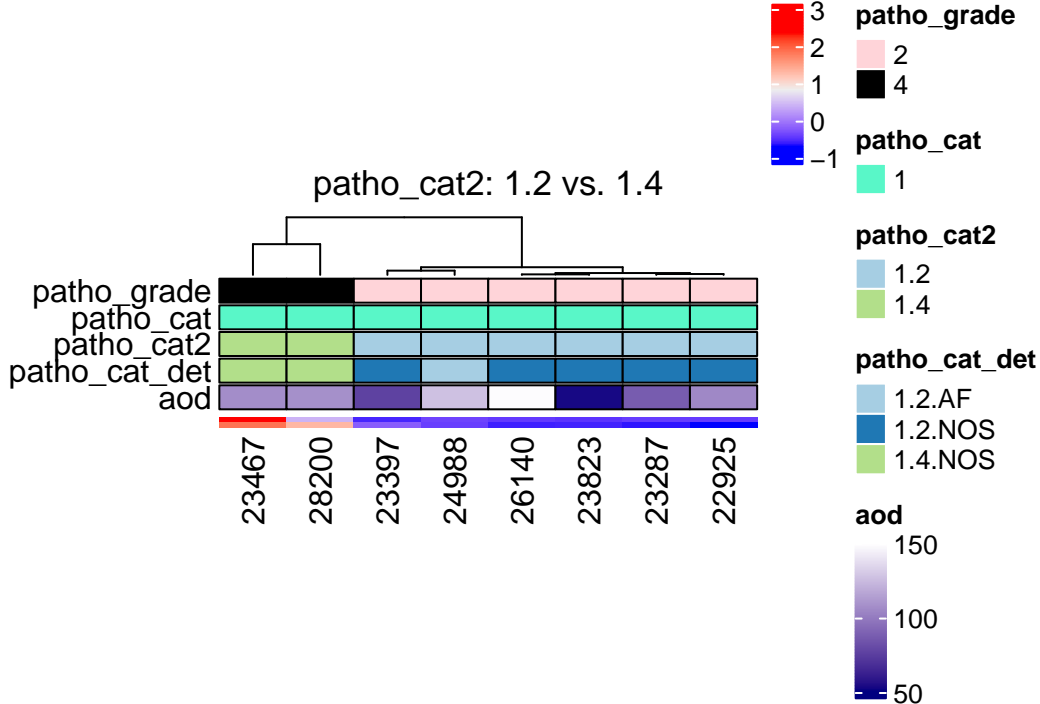 patho_cat2: 1.2 vs. 1.4
patho_grade
patho_cat
patho_cat2
patho_cat_det
aod
23467
28200
23397
24988
26140
23823
23287
22925
3
2
1
0
−1
patho_grade
2
4
patho_cat
1
patho_cat2
1.2
1.4
patho_cat_det
1.2.AF
1.2.NOS
1.4.NOS
aod
150
100
50